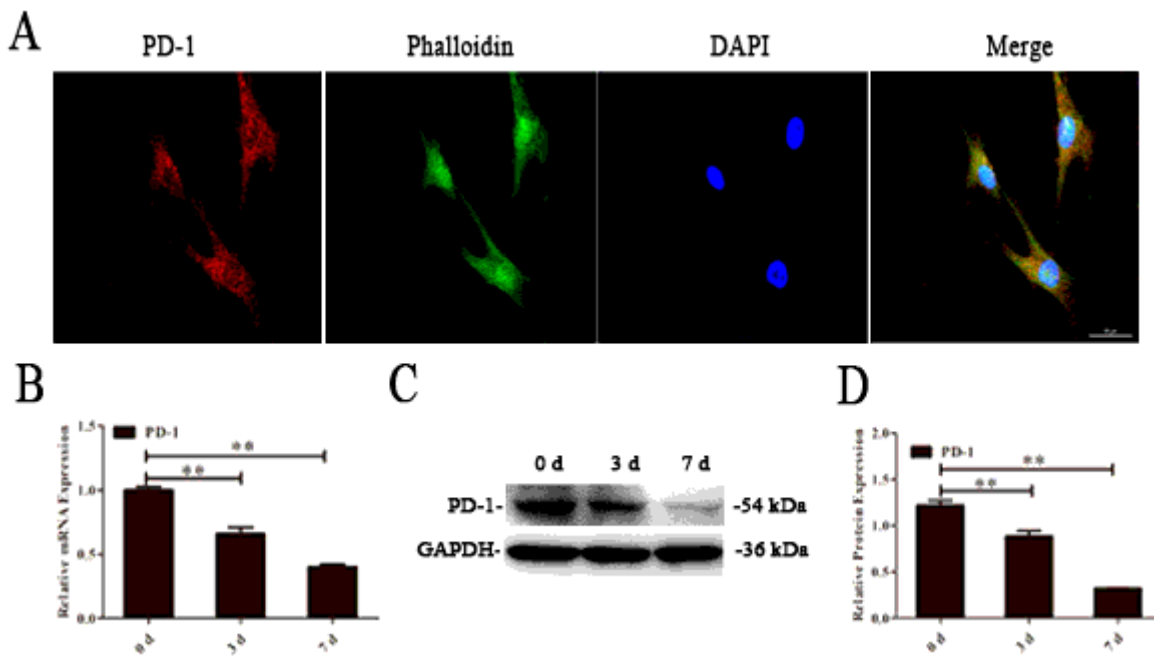 A
PD-1 Phalloidin DAPI Merge
B
Relative mRNA Expression
PD-1
**
**
1.5
1.0
0.5
0.0
0 d 3 d 7 d
C
0 d 3 d 7 d
PD-1- -54 kDa
GAPDH- -36 kDa
D
Relative Protein Expression
PD-1
**
**
2.0
1.5
1.0
0.5
0.0
0 d 3 d 7 d